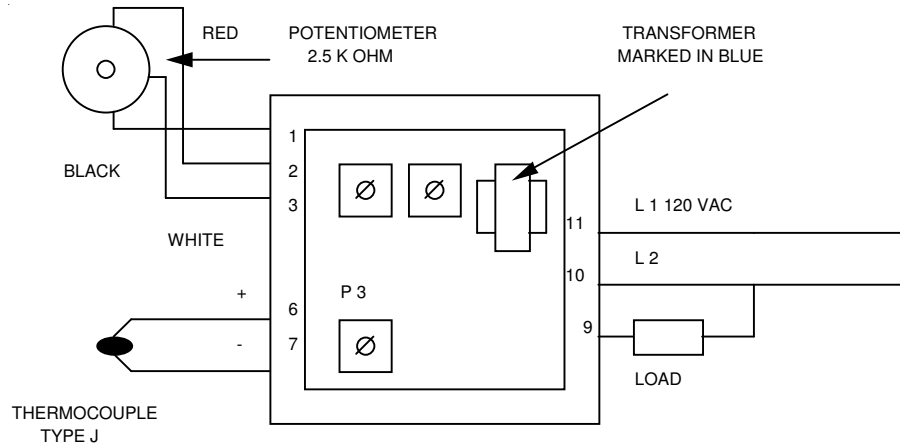 RED
POTENTIOMETER
2.5 K OHM
TRANSFORMER
MARKED IN BLUE
1
BLACK
2
3
L 1 120 VAC
11
WHITE
L 2
10
+
P 3
6
9
-
7
LOAD
THERMOCOUPLE
TYPE J